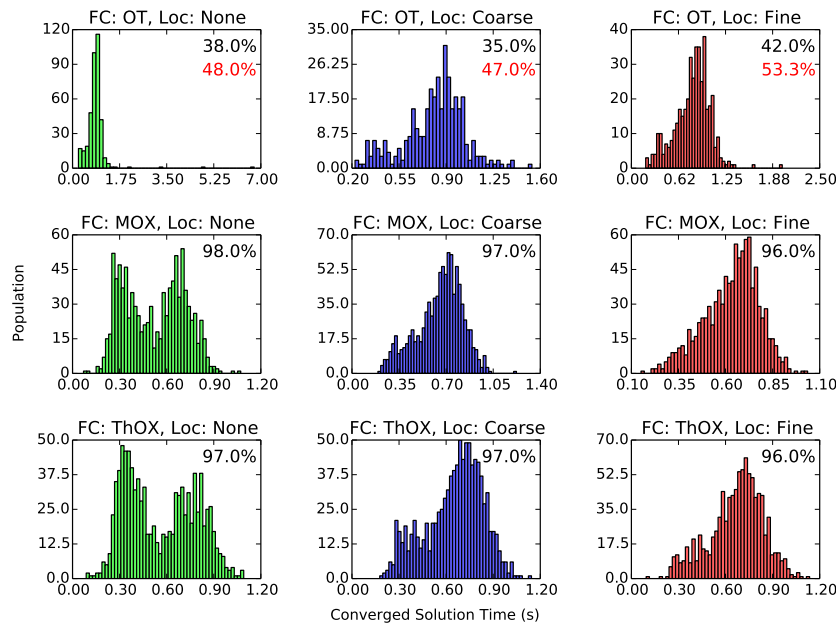 FC: OT, Loc: None
FC: OT, Loc: Coarse
FC: OT, Loc: Fine
120
90
60
30
0
38.0%
48.0%
0.00 1.75 3.50 5.25 7.00
35.00
26.25
17.50
8.75
0.00
35.0%
47.0%
0.20 0.55 0.90 1.25 1.60
40
30
20
10
0
42.0%
53.3%
0.00 0.62 1.25 1.88 2.50
FC: MOX, Loc: None
FC: MOX, Loc: Coarse
FC: MOX, Loc: Fine
Population
60
45
30
15
0
98.0%
0.00 0.30 0.60 0.90 1.20
70.0
52.5
35.0
17.5
0.0
97.0%
0.00 0.35 0.70 1.05 1.40
60
45
30
15
0
96.0%
0.10 0.35 0.60 0.85 1.10
FC: ThOX, Loc: None
FC: ThOX, Loc: Coarse
FC: ThOX, Loc: Fine
50.0
37.5
25.0
12.5
0.0
97.0%
0.00 0.30 0.60 0.90 1.20
50.0
37.5
25.0
12.5
0.0
97.0%
0.00 0.30 0.60 0.90 1.20
70.0
52.5
35.0
17.5
0.0
96.0%
0.00 0.30 0.60 0.90 1.20
Converged Solution Time (s)